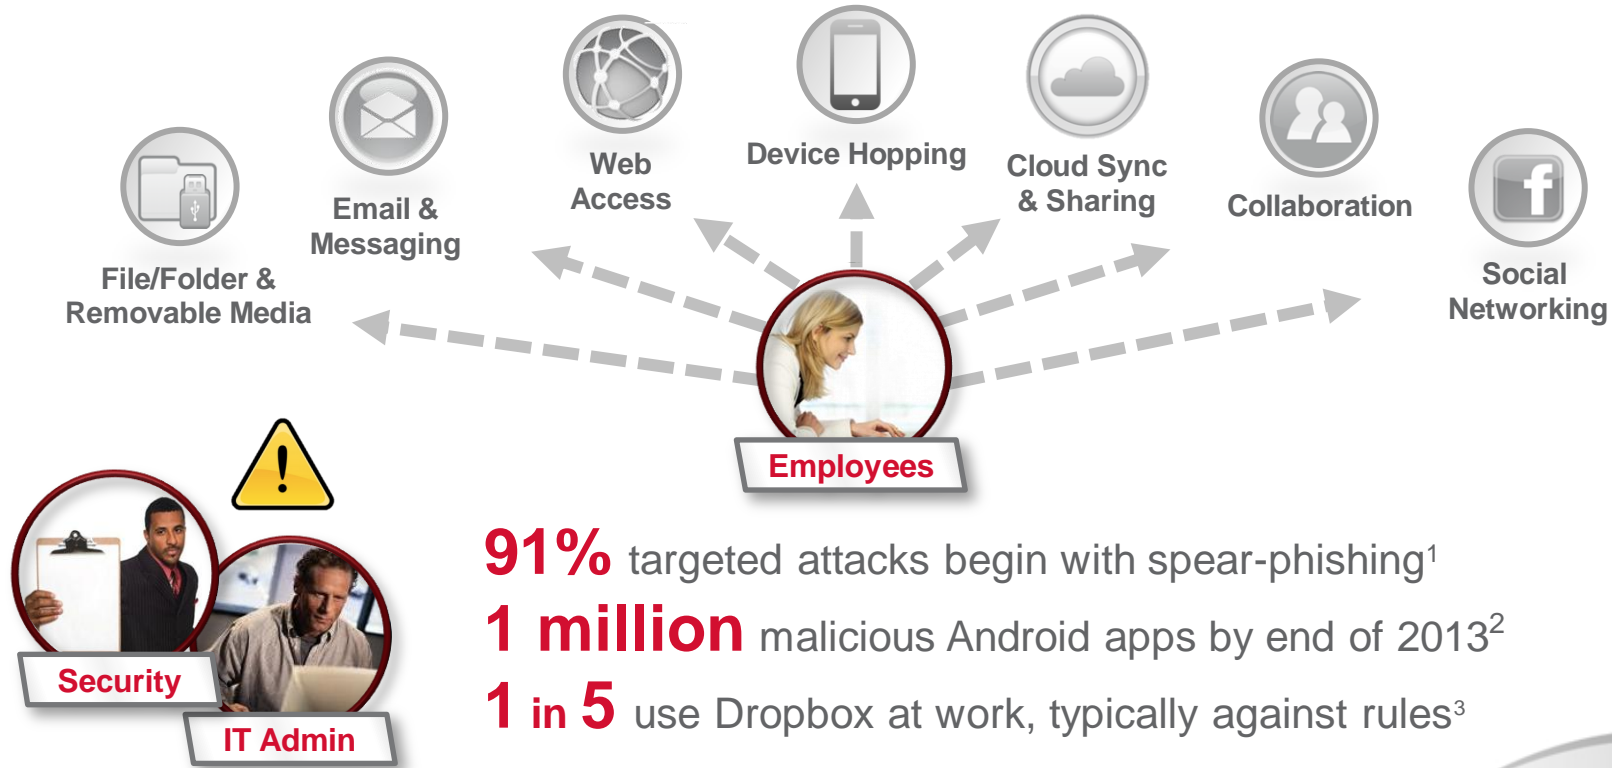 File/Folder &
Removable Media
Email &
Messaging
Web
Access
Device Hopping
Cloud Sync
& Sharing
Collaboration
f
Social
Networking
Employees
Security
IT Admin
91% targeted attacks begin with spear-phishing¹
1 million malicious Android apps by end of 2013²
1 in 5 use Dropbox at work, typically against rules³